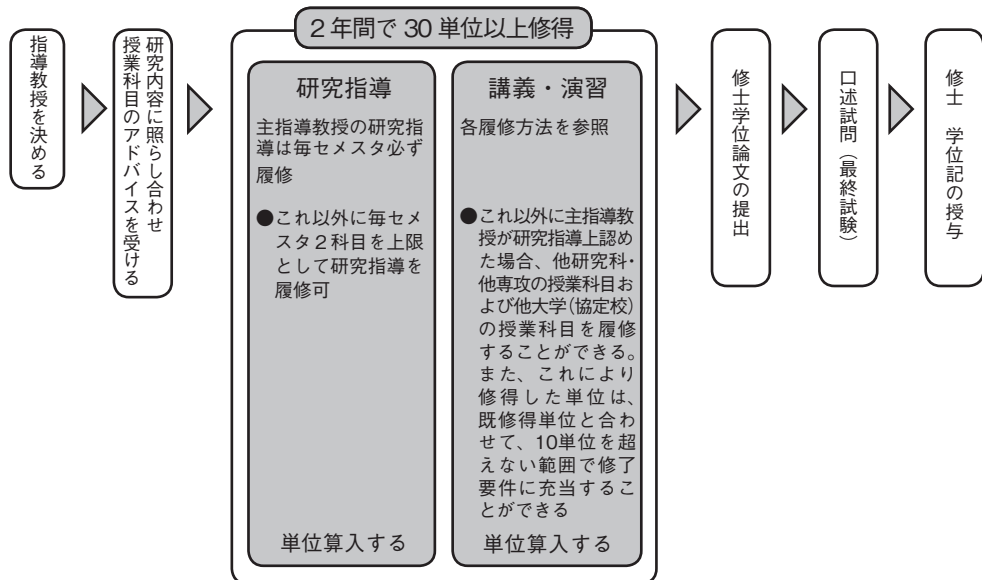 指導教授を決める
研究内容に照らし合わせ
授業科目のアドバイスを受ける
2年間で30単位以上修得
研究指導
主指導教授の研究指
導は毎セメスタ必ず
履修
●これ以外に毎セメ
スタ2科目を上限
として研究指導を
履修可
単位算入する
講義・演習
各履修方法を参照
●これ以外に主指導教
授が研究指導上認め
た場合、他研究科・
他専攻の授業科目お
よび他大学(協定校)
の授業科目を履修
することができる。
また、これにより
修得した単位は、
既修得単位と合わ
せて、10単位を超
えない範囲で修了
要件に充当するこ
とができる
単位算入する
修士学位論文の提出
口述試問(最終試験)
修士 学位記の授与